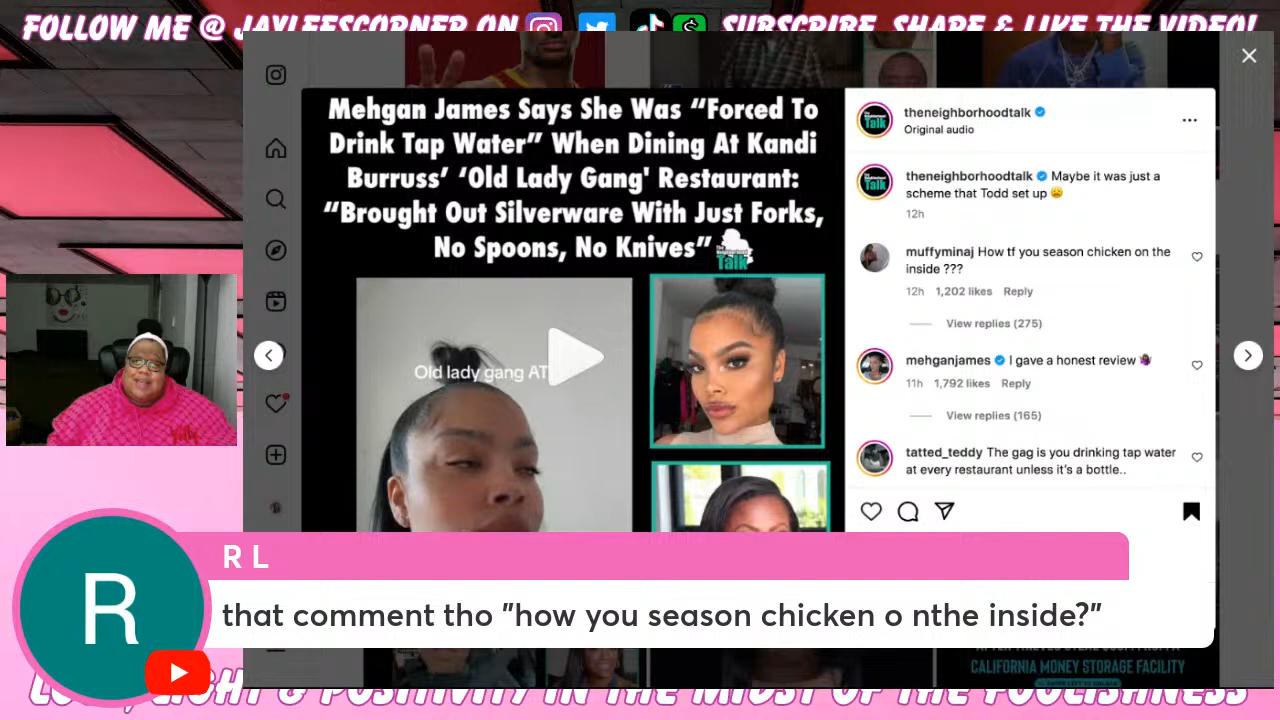 FOLLOW ME @ JAYLEESCORNER ON
SUBSCRIBE, SHARE & LIKE THE VIDEO!
Mehgan James Says She Was “Forced To
Drink Tap Water” When Dining At Kandi
Burruss’ ‘Old Lady Gang' Restaurant:
“Brought Out Silverware With Just Forks,
No Spoons, No Knives”
The Neighborhood
Talk
Old lady gang AT
theneighborhoodtalk
Original audio
theneighborhoodtalk Maybe it was just a
scheme that Todd set up 😩
12h
muffyminaj How tf you season chicken on the
inside ???
12h 1,202 likes Reply
View replies (275)
mehganjames I gave a honest review 🤷🏽‍♀️
11h 1,792 likes Reply
View replies (165)
tatted_teddy The gag is you drinking tap water
at every restaurant unless it’s a bottle..
R
R L
that comment tho "how you season chicken o nthe inside?"
CALIFORNIA MONEY STORAGE FACILITY
& POSITIVITY IN THE MIDST OF THE FOOLISHNESS